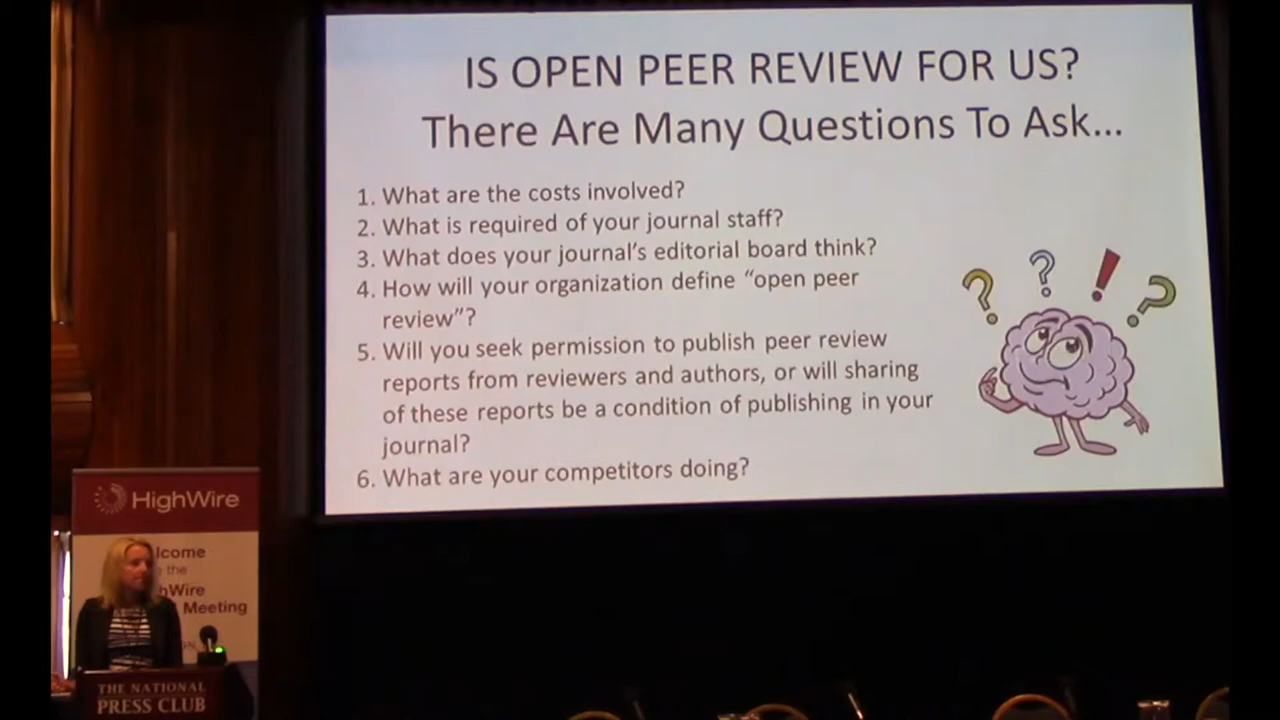 IS OPEN PEER REVIEW FOR US?
There Are Many Questions To Ask...
1. What are the costs involved?
2. What is required of your journal staff?
3. What does your journal's editorial board think?
4. How will your organization define "open peer
review"?
5. Will you seek permission to publish peer review
reports from reviewers and authors, or will sharing
of these reports be a condition of publishing in your
journal?
6. What are your competitors doing?
? ? ! ?
HighWire
lcome
the
hWire
Meeting
THE NATIONAL
PRESS CLUB